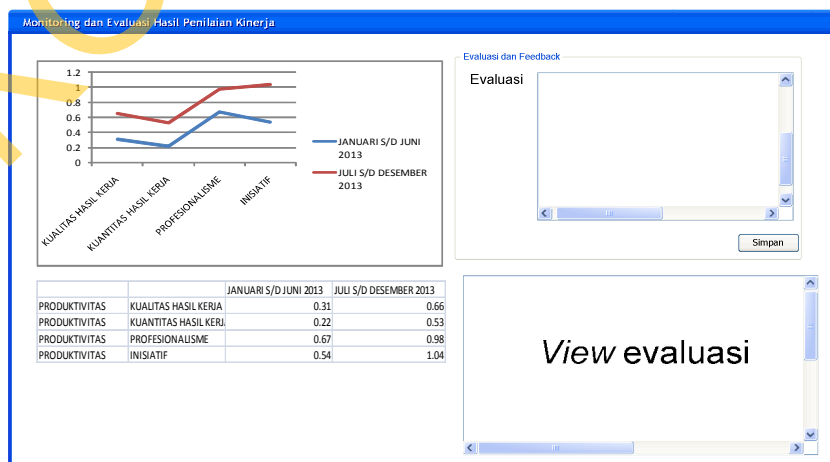 Monitoring dan Evaluasi Hasil Penilaian Kinerja
1.2
1
0.8
0.6
0.4
0.2
0
KUALITAS HASIL KERJA
KUANTITAS HASIL KERJA
PROFESIONALISME
INISIATIF
JANUARI S/D JUNI
2013
JULI S/D DESEMBER
2013
Evaluasi dan Feedback
Evaluasi
Simpan
JANUARI S/D JUNI 2013 JULI S/D DESEMBER 2013
PRODUKTIVITAS KUALITAS HASIL KERJA 0.31 0.66
PRODUKTIVITAS KUANTITAS HASIL KERJ 0.22 0.53
PRODUKTIVITAS PROFESIONALISME 0.67 0.98
PRODUKTIVITAS INISIATIF 0.54 1.04
View evaluasi